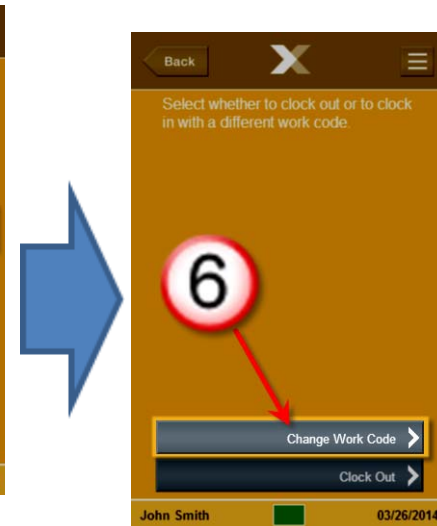 Back
Select whether to clock out or to clock
in with a different work code.
6
Change Work Code
Clock Out
John Smith 03/26/2014